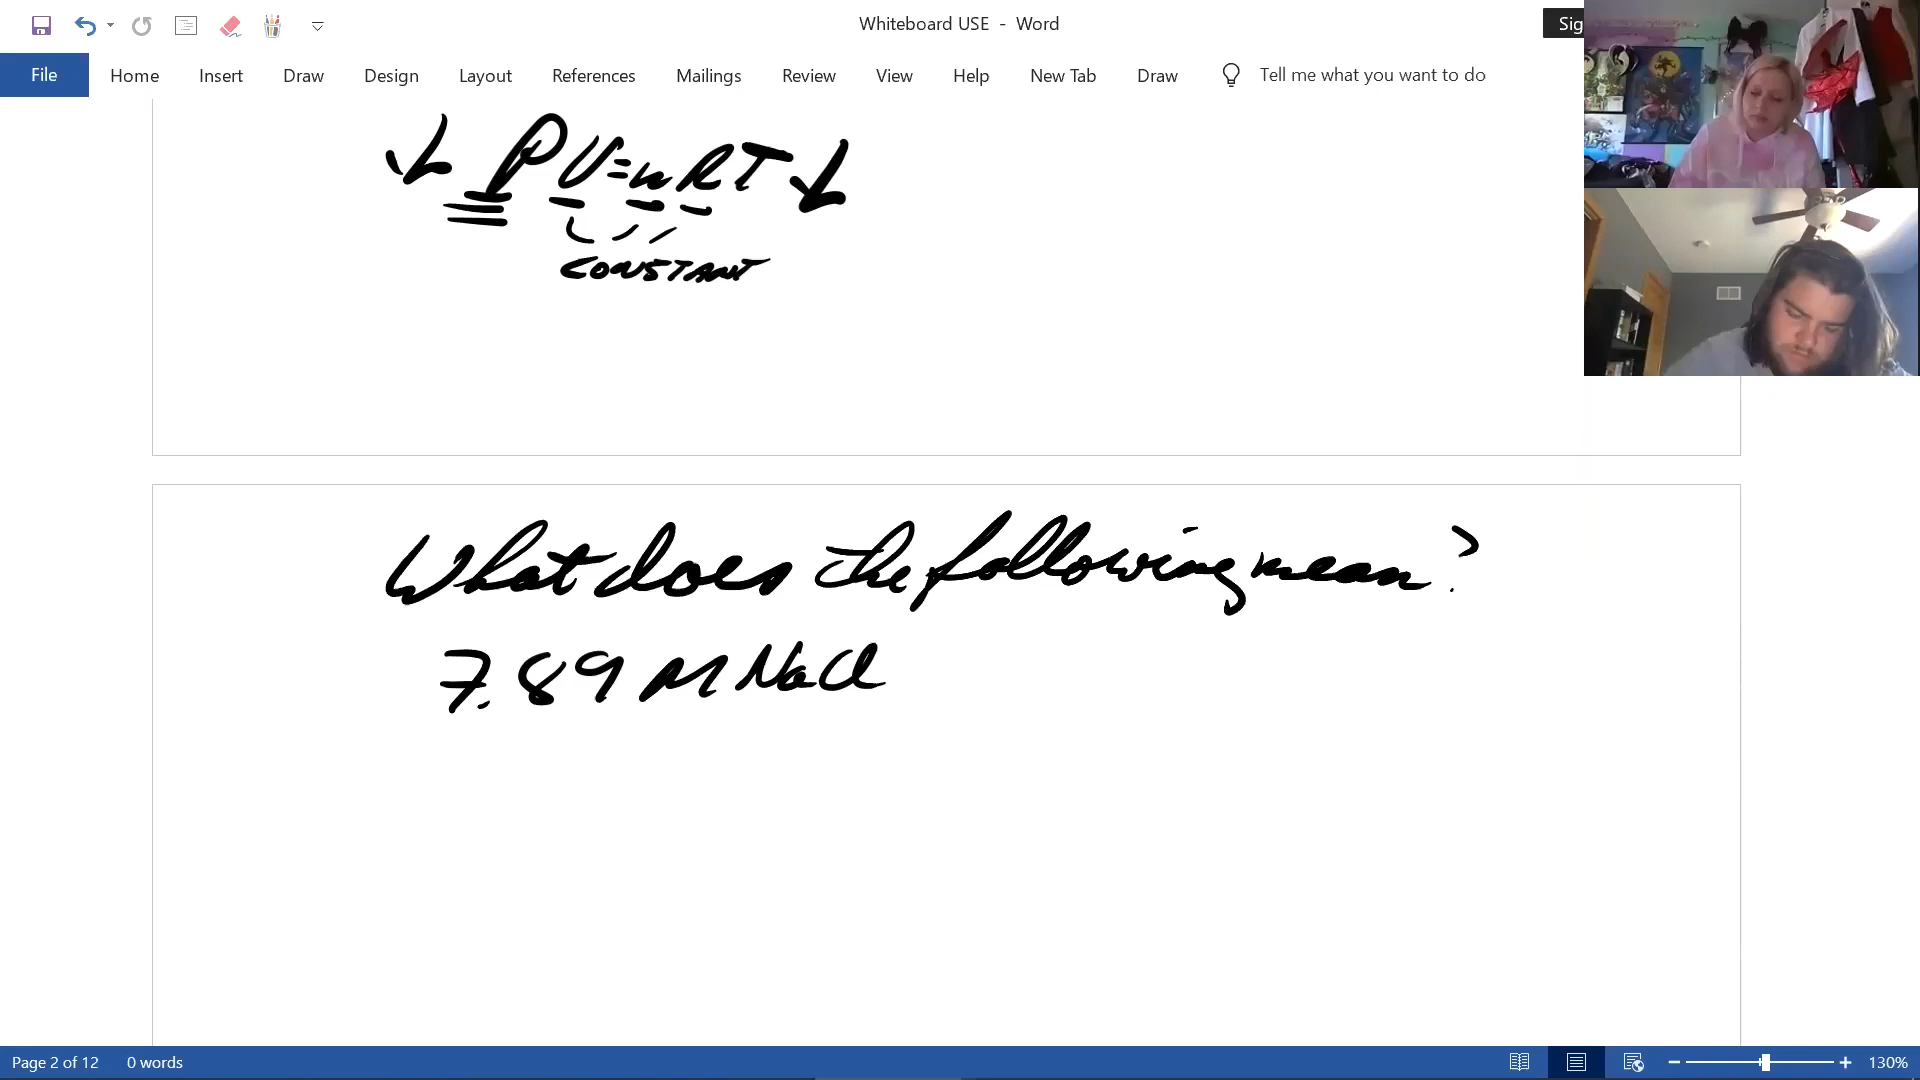 Whiteboard USE - Word
Sig
File Home Insert Draw Design Layout References Mailings Review View Help New Tab Draw Tell me what you want to do
↓ PV=nRT ↓
CONSTANT
What does the following mean?
7.89 M NaCl
Page 2 of 12 0 words 130%